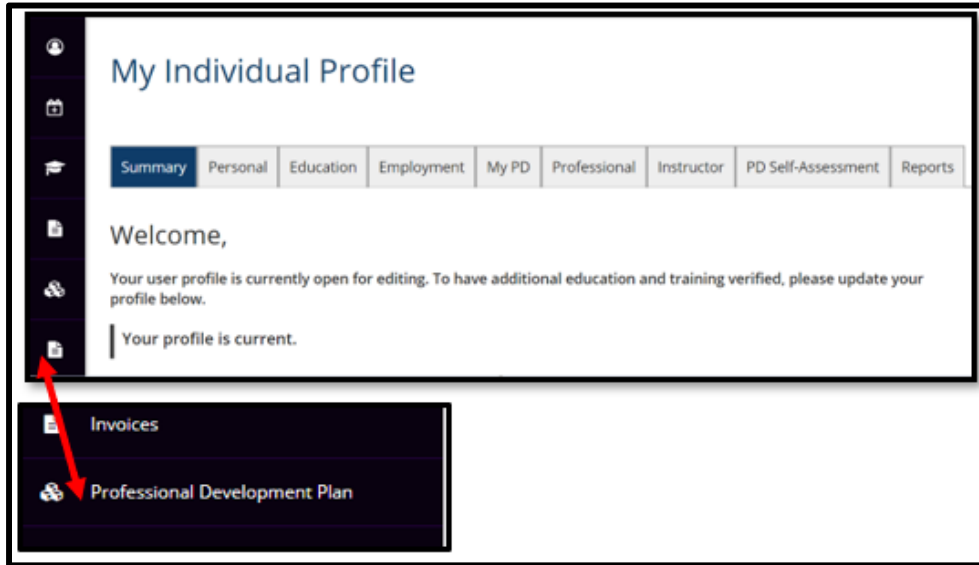 My Individual Profile
Summary Personal Education Employment My PD Professional Instructor PD Self-Assessment Reports
Welcome,
Your user profile is currently open for editing. To have additional education and training verified, please update your
profile below.
Your profile is current.
Invoices
Professional Development Plan